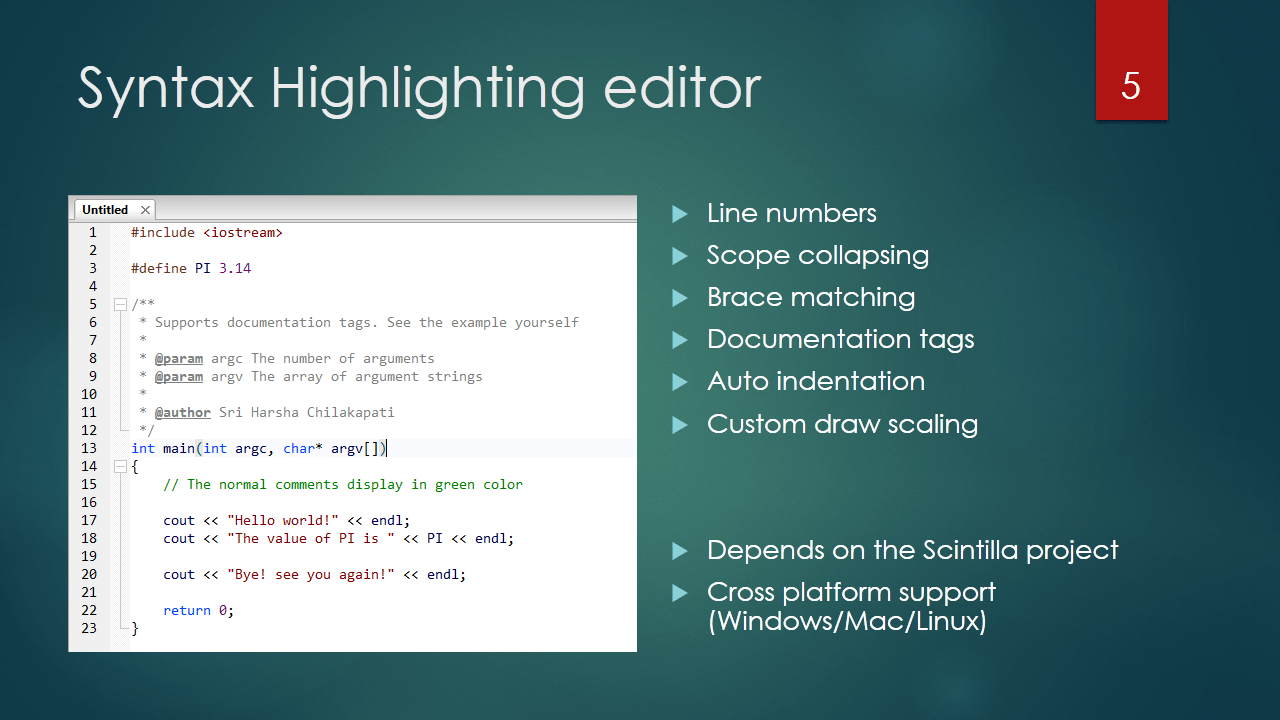 Syntax Highlighting editor
5
Untitled
1 #include <iostream>
2
3 #define PI 3.14
4
5 /**
6  * Supports documentation tags. See the example yourself
7  *
8  * @param argc The number of arguments
9  * @param argv The array of argument strings
10  *
11  * @author Sri Harsha Chilakapati
12  */
13 int main(int argc, char* argv[])
14 {
15     // The normal comments display in green color
16
17     cout << "Hello world!" << endl;
18     cout << "The value of PI is " << PI << endl;
19
20     cout << "Bye! see you again!" << endl;
21
22     return 0;
23 }
Line numbers
Scope collapsing
Brace matching
Documentation tags
Auto indentation
Custom draw scaling
Depends on the Scintilla project
Cross platform support
(Windows/Mac/Linux)